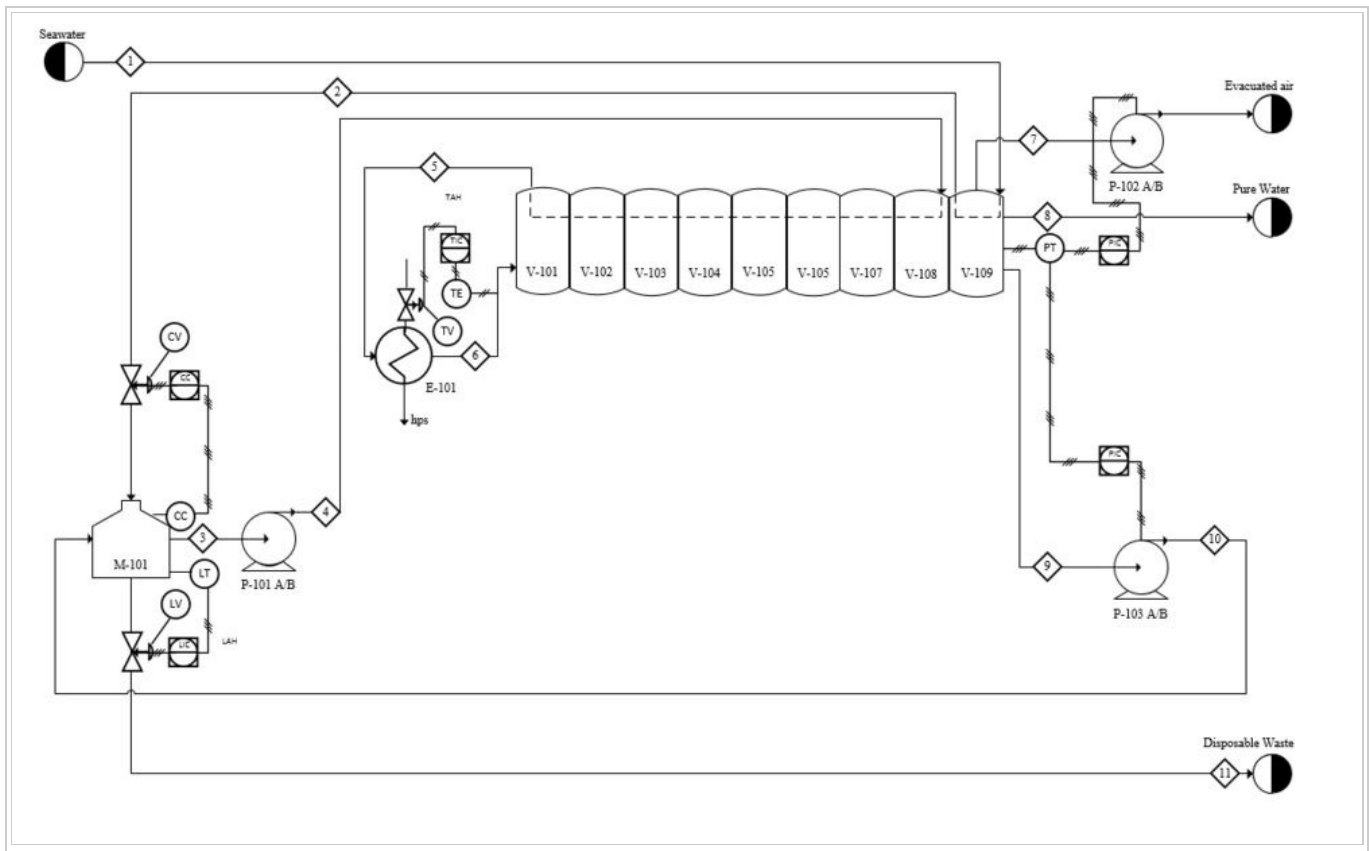 Seawater
1
2
Evacuated air
5
7
P-102 A/B
TAH
Pure Water
8
TIC
PT
PIC
V-101
V-102
V-103
V-104
V-105
V-105
V-107
V-108
V-109
TE
TV
CV
6
E-101
CC
hps
PIC
CC
4
3
M-101
P-101 A/B
LT
10
9
LV
P-103 A/B
LIC
LAH
Disposable Waste
11